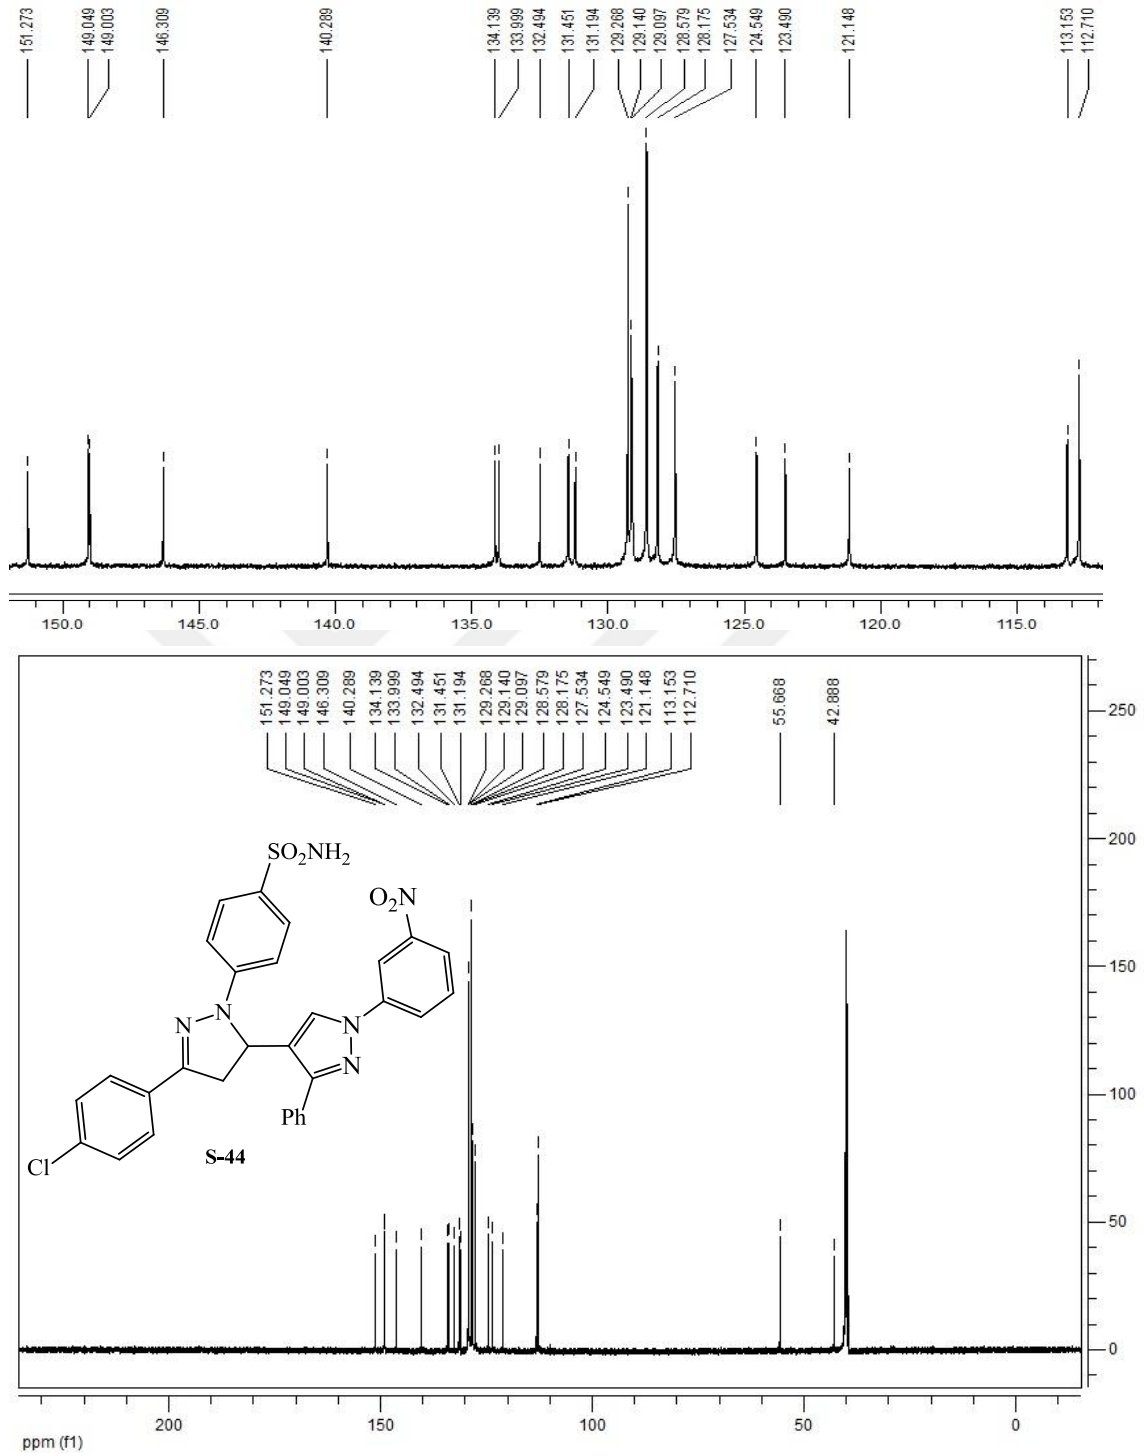 151.273 149.049 149.003 146.309 140.289 134.139 133.999 132.494 131.451 131.194 129.268 129.140 129.097 128.579 128.175 127.534 124.549 123.490 121.148 113.153 112.710
150.0 145.0 140.0 135.0 130.0 125.0 120.0 115.0
151.273 149.049 149.003 146.309 140.289 134.139 133.999 132.494 131.451 131.194 129.268 129.140 129.097 128.579 128.175 127.534 124.549 123.490 121.148 113.153 112.710 55.668 42.888
250
200
SO₂NH₂
O₂N
150
N
N
N
N
100
Ph
S-44
Cl
50
0
200 150 100 50 0
ppm (f1)